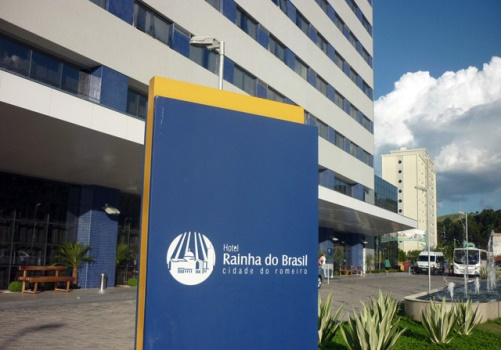 Hotel
Rainha do Brasil
cidade do romeiro